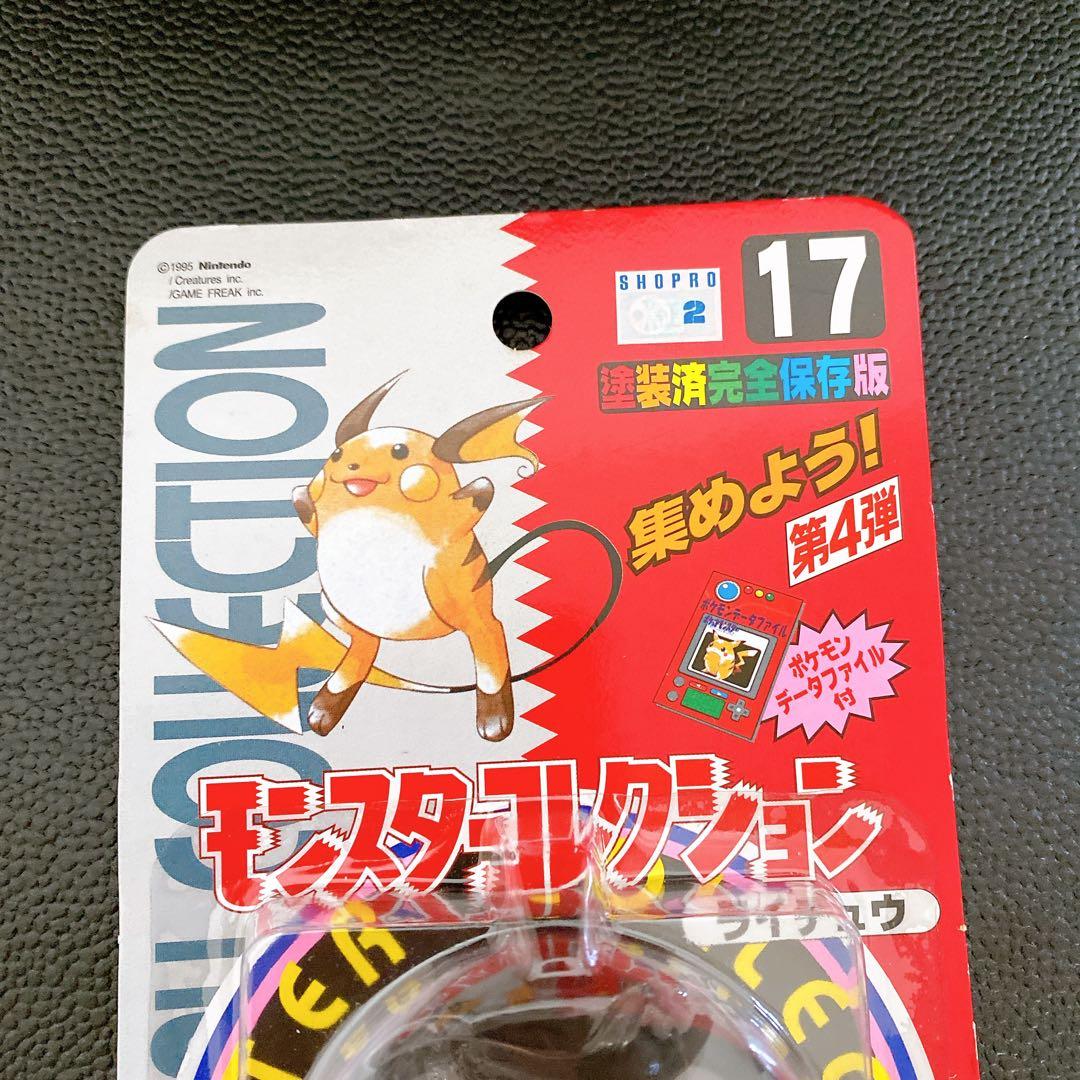 ©1995 Nintendo
/ Creatures inc.
/GAME FREAK inc.
SHOPRO
2
17
塗装済完全保存版
集めよう!
第4弾
ポケモンデータファイル
ポケモン
データファイル
付
COLLECTION
モンスターコレクション
ライチュウ